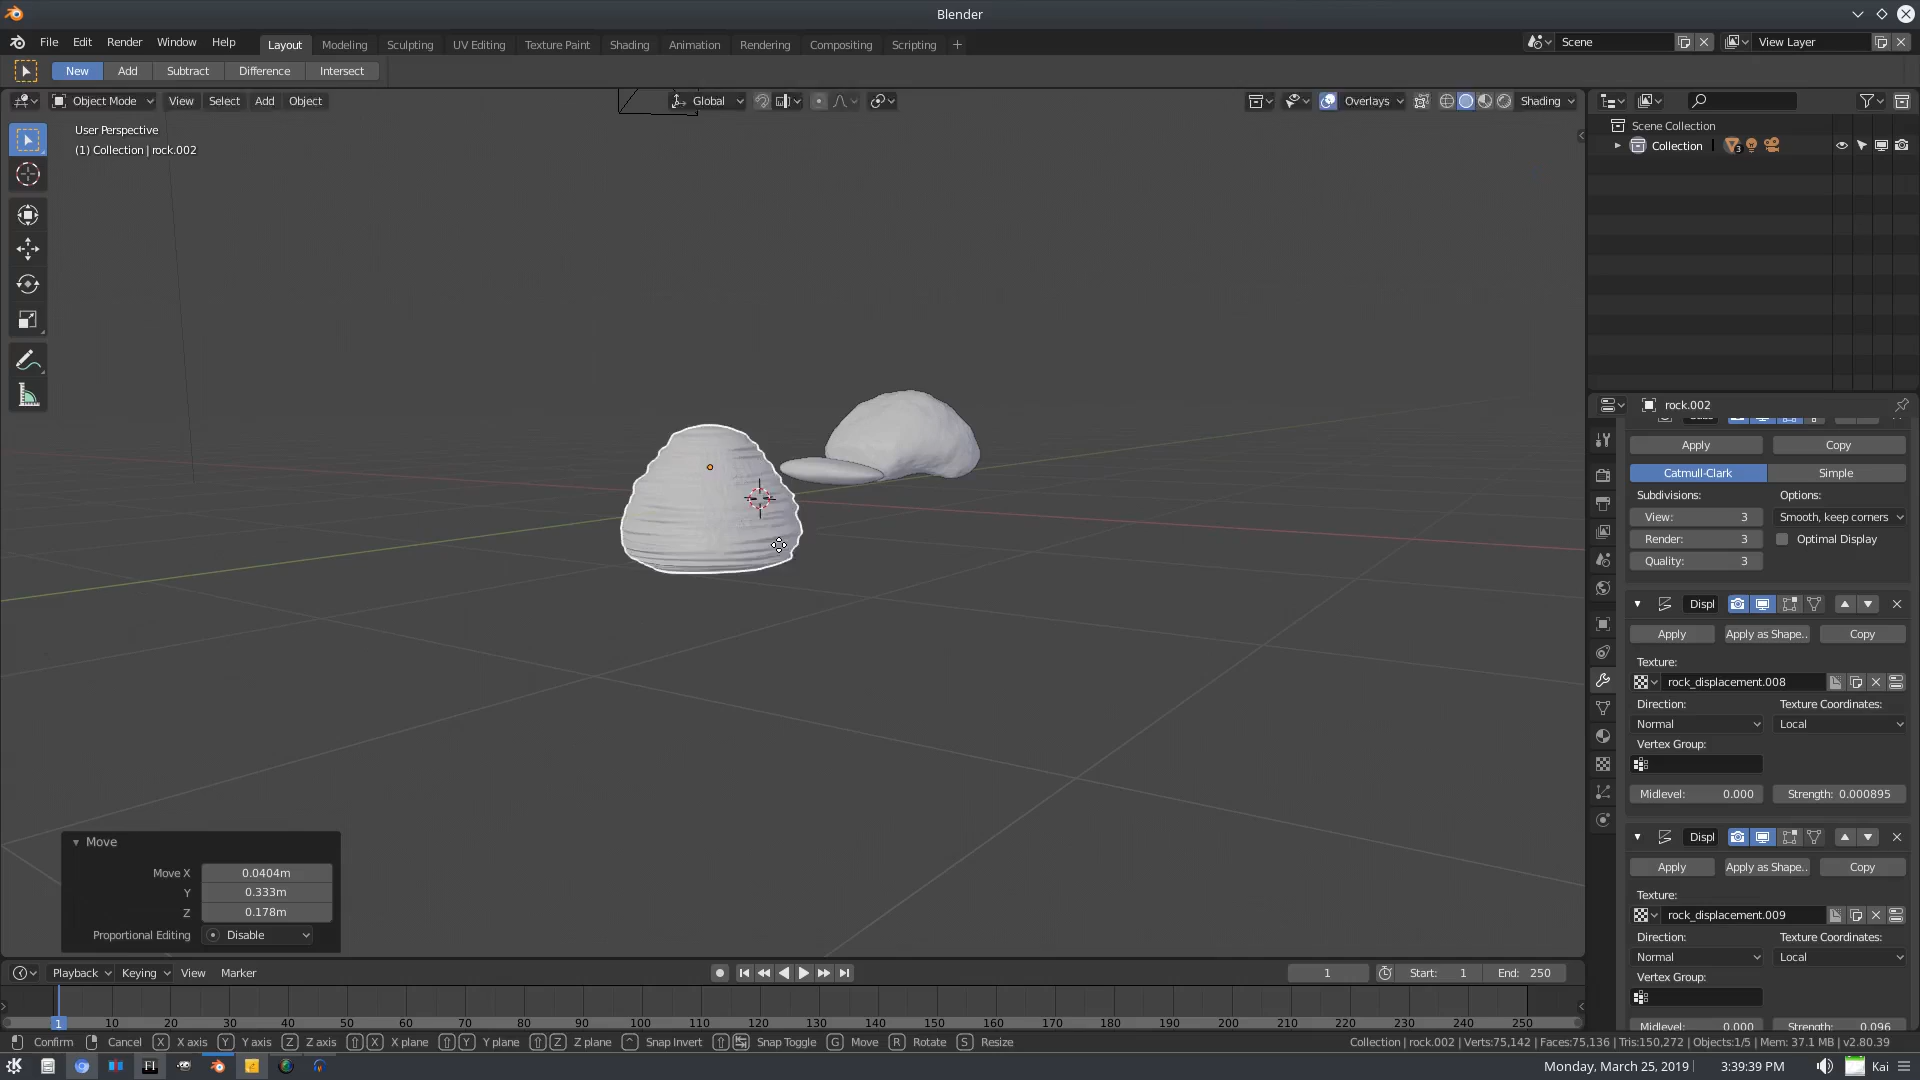 Blender
File Edit Render Window Help
Layout Modeling Sculpting UV Editing Texture Paint Shading Animation Rendering Compositing Scripting +
Scene
View Layer
New Add Subtract Difference Intersect
Object Mode View Select Add Object
Global
Overlays
Shading
User Perspective
(1) Collection | rock.002
Scene Collection
Collection
3
rock.002
Apply Copy
Catmull-Clark Simple
Subdivisions: Options:
View: 3 Smooth, keep corners
Render: 3 Optimal Display
Quality: 3
Displ
Apply Apply as Shape.. Copy
Texture:
rock_displacement.008
Direction: Texture Coordinates:
Normal Local
Vertex Group:
Midlevel: 0.000 Strength: 0.000895
Displ
Apply Apply as Shape.. Copy
Texture:
rock_displacement.009
Direction: Texture Coordinates:
Normal Local
Vertex Group:
Midlevel: 0.000 Strength: 0.096
Move
Move X 0.0404m
Y 0.333m
Z 0.178m
Proportional Editing Disable
Playback Keying View Marker
1 Start: 1 End: 250
1 10 20 30 40 50 60 70 80 90 100 110 120 130 140 150 160 170 180 190 200 210 220 230 240 250
Confirm Cancel X X axis Y Y axis Z Z axis X X plane Y Y plane Z Z plane Snap Invert Snap Toggle G Move R Rotate S Resize
Collection | rock.002 | Verts:75,142 | Faces:75,136 | Tris:150,272 | Objects:1/5 | Mem: 37.1 MB | v2.80.39
Monday, March 25, 2019 3:39:39 PM Kai